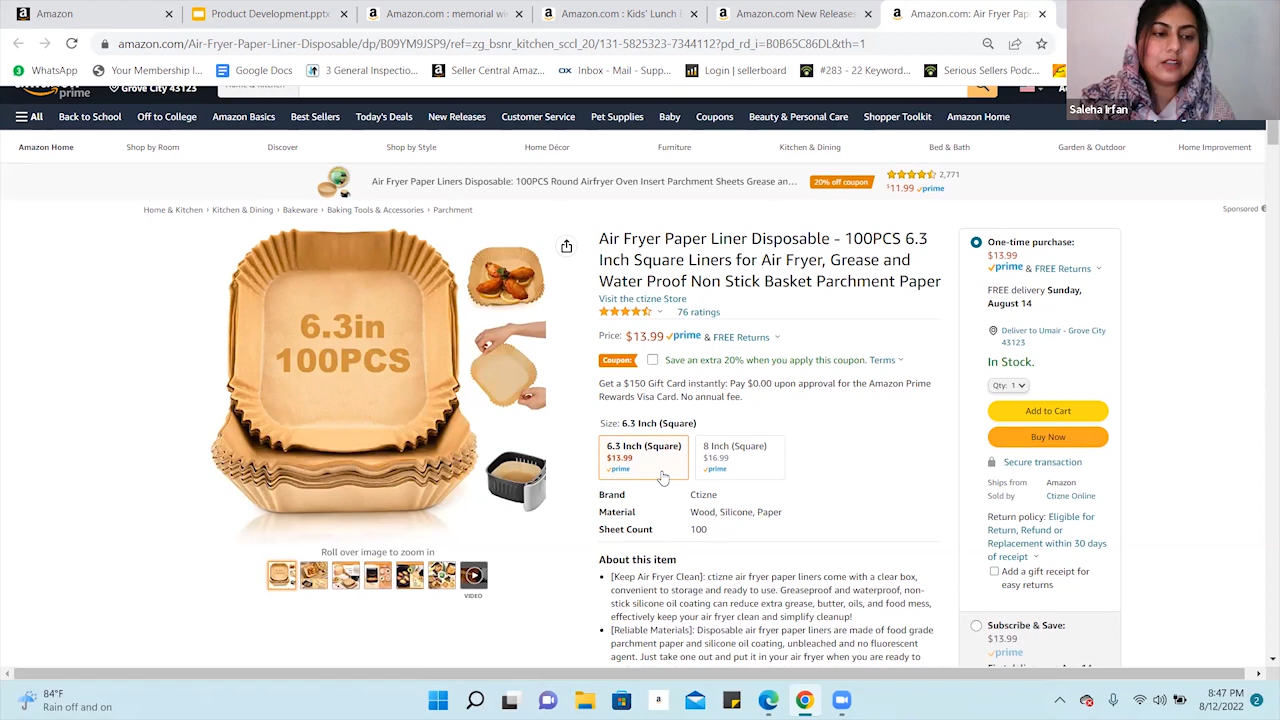 Amazon
Product Development.pptx
Amazon.com : memorial wi
Amazon.com : Kids' Lunch
Amazon.com New Releases
Amazon.com: Air Fryer Pap
amazon.com/Air-Fryer-Paper-Liner-Disposable/dp/B09YM9JSP9/ref=zg_bsnr_kitchen_sccl_20/131-5825323-7344112?pd_rd_i=B0B65C86DL&th=1
3 WhatsApp
Your Membership I...
Google Docs
3 General Inspectio...
Seller Central Amaz...
Inbox - Mail - Supp...
Login | sellerboard
#283 - 22 Keyword...
Serious Sellers Podc...
Saleha Irfan
prime
Grove City 43123
Home & Kitchen
All
Back to School
Off to College
Amazon Basics
Best Sellers
New Releases
Customer Service
Pet Supplies
Baby
Coupons
Beauty & Personal Care
Shopper Toolkit
Amazon Home
Amazon Home
Shop by Room
Discover
Shop by Style
Home Décor
Furniture
Kitchen & Dining
Bed & Bath
Garden & Outdoor
Home Improvement
Air Fryer Paper Liners Disposable: 100PCS Round Airfryer Oven Insert Parchment Sheets Grease an...
20% off coupon
2,771
$11.99 prime
Sponsored
Home & Kitchen › Kitchen & Dining › Bakeware › Baking Tools & Accessories › Parchment
6.3in
100PCS
Roll over image to zoom in
VIDEO
Air Fryer Paper Liner Disposable - 100PCS 6.3
Inch Square Liners for Air Fryer, Grease and
Water Proof Non Stick Basket Parchment Paper
Visit the ctizne Store
76 ratings
Price: $13.99 prime & FREE Returns
Coupon: Save an extra 20% when you apply this coupon. Terms
Get a $150 Gift Card instantly: Pay $0.00 upon approval for the Amazon Prime
Rewards Visa Card. No annual fee.
Size: 6.3 Inch (Square)
6.3 Inch (Square)
$13.99
prime
8 Inch (Square)
$16.99
prime
Brand Ctizne
Material Wood, Silicone, Paper
Sheet Count 100
About this item
• [Keep Air Fryer Clean]: ctizne air fryer paper liners come with a clear box,
convenient to storage and ready to use. Greaseproof and waterproof, non-
stick silicone oil coating can reduce extra grease, butter, oils, and food mess,
effectively keep your air fryer clean and simplify cleanup!
• [Reliable Materials]: Disposable air fryer paper liners are made of food grade
parchment paper and silicone oil coating, unbleached and no fluorescent
agent. Just take one out and put it in your air fryer when you are ready to
One-time purchase:
$13.99
prime & FREE Returns
FREE delivery Sunday,
August 14
Deliver to Umair - Grove City
43123
In Stock.
Qty: 1
Add to Cart
Buy Now
Secure transaction
Ships from Amazon
Sold by Ctizne Online
Return policy: Eligible for
Return, Refund or
Replacement within 30 days
of receipt
Add a gift receipt for
easy returns
Subscribe & Save:
$13.99
prime
84°F
Rain off and on
8:47 PM
8/12/2022
2